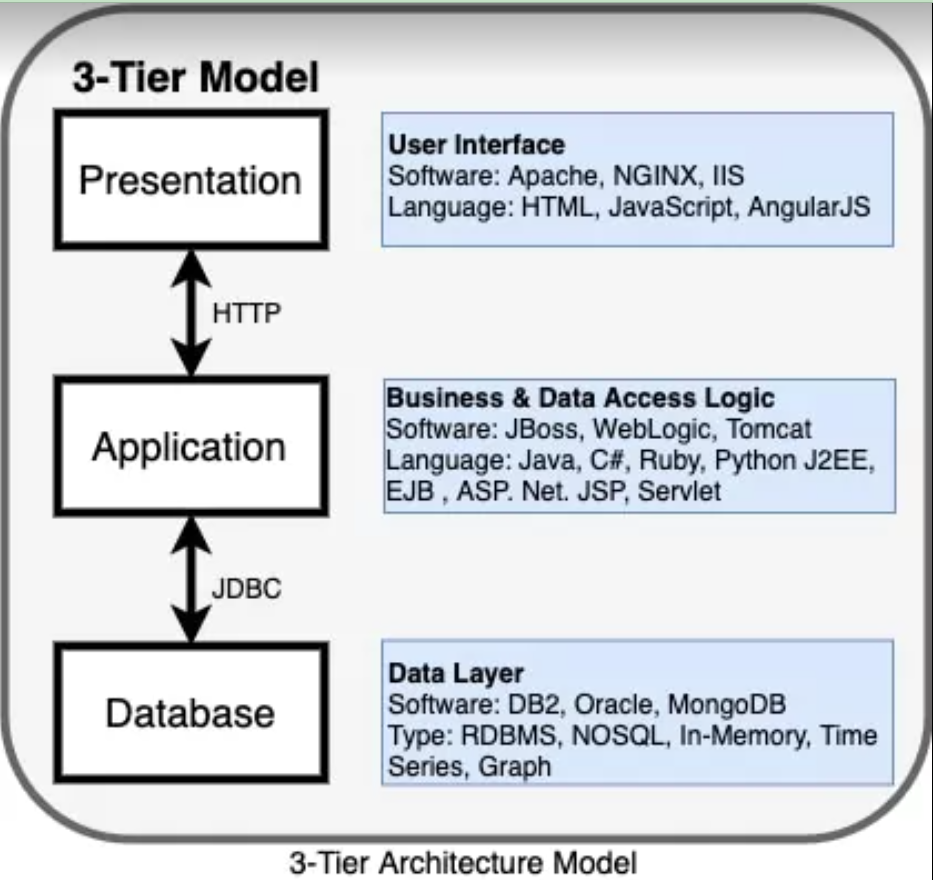 3-Tier Model
Presentation
User Interface
Software: Apache, NGINX, IIS
Language: HTML, JavaScript, AngularJS
HTTP
Application
Business & Data Access Logic
Software: JBoss, WebLogic, Tomcat
Language: Java, C#, Ruby, Python J2EE,
EJB , ASP. Net. JSP, Servlet
JDBC
Database
Data Layer
Software: DB2, Oracle, MongoDB
Type: RDBMS, NOSQL, In-Memory, Time
Series, Graph
3-Tier Architecture Model